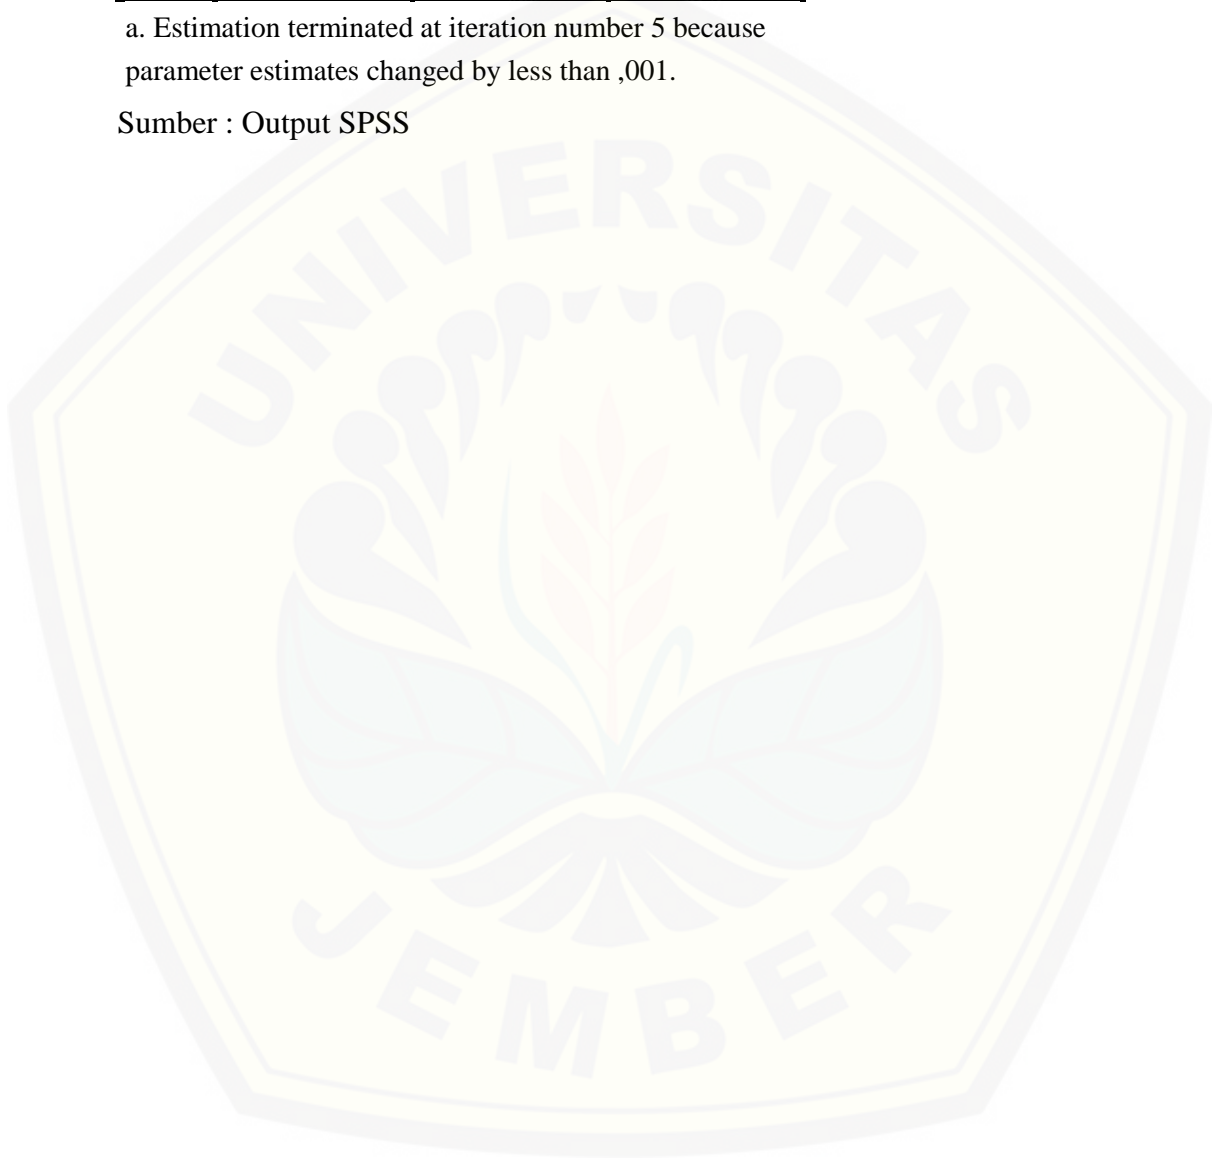 a. Estimation terminated at iteration number 5 because
parameter estimates changed by less than ,001.
Sumber : Output SPSS
UNIVERSITAS
JEMBER